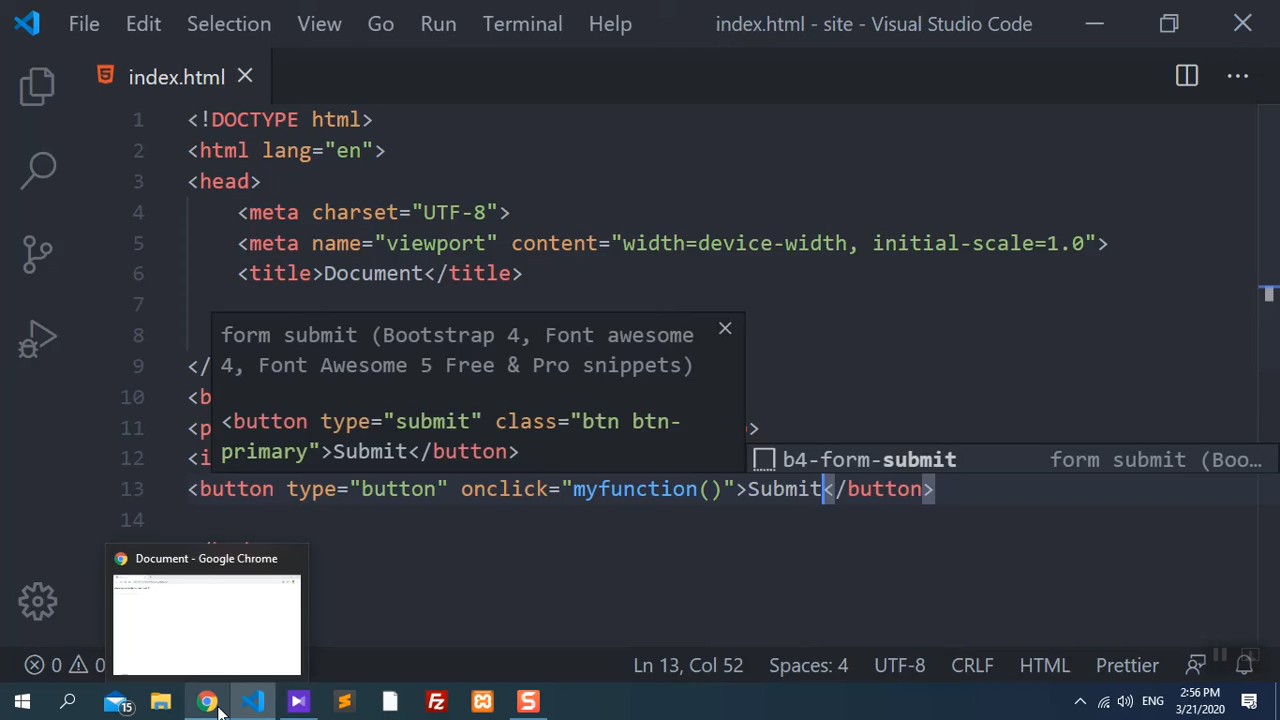 File Edit Selection View Go Run Terminal Help index.html - site - Visual Studio Code
index.html
1 <!DOCTYPE html>
2 <html lang="en">
3 <head>
4 <meta charset="UTF-8">
5 <meta name="viewport" content="width=device-width, initial-scale=1.0">
6 <title>Document</title>
7
8
9 </
10 <b
11 <p >
12 <i
13 <button type="button" onclick="myfunction()">Submit</button>
14
form submit (Bootstrap 4, Font awesome
4, Font Awesome 5 Free & Pro snippets)
<button type="submit" class="btn btn-
primary">Submit</button>
b4-form-submit form submit (Boo...
Document - Google Chrome
0 0 Ln 13, Col 52 Spaces: 4 UTF-8 CRLF HTML Prettier
15 ENG 2:56 PM
3/21/2020